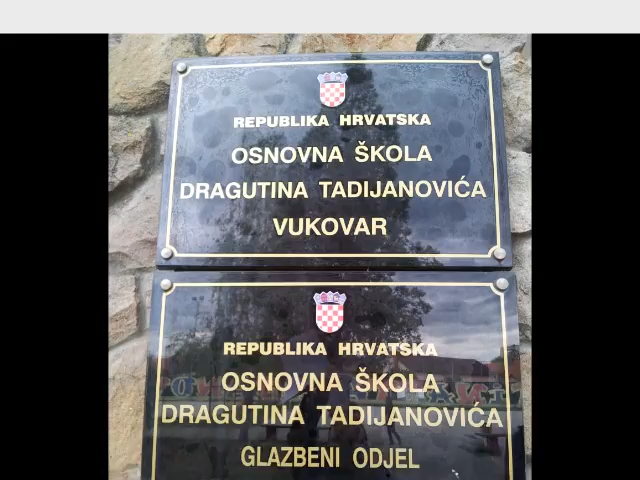 REPUBLIKA HRVATSKA
OSNOVNA ŠKOLA
DRAGUTINA TADIJANOVIĆA
VUKOVAR
REPUBLIKA HRVATSKA
OSNOVNA ŠKOLA
DRAGUTINA TADIJANOVIĆA
GLAZBENI ODJEL